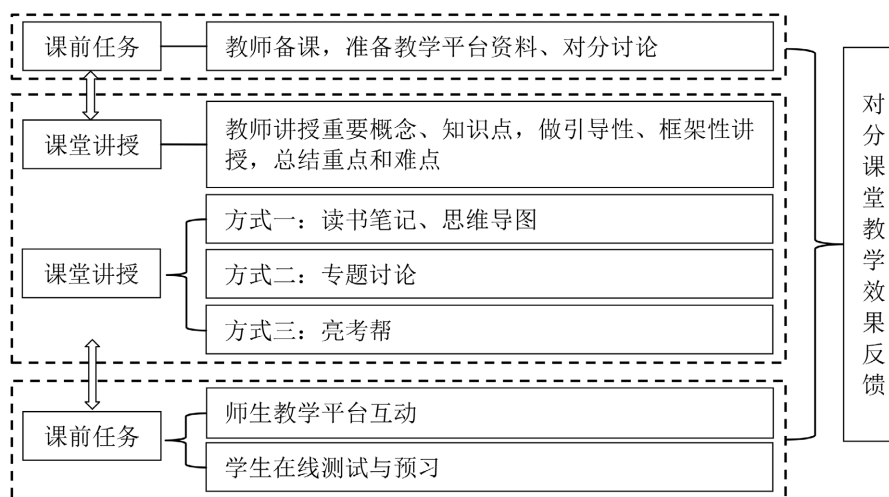 课前任务
教师备课，准备教学平台资料、对分讨论
课堂讲授
教师讲授重要概念、知识点，做引导性、框架性讲
授，总结重点和难点
课堂讲授
方式一：读书笔记、思维导图
方式二：专题讨论
方式三：亮考帮
课前任务
师生教学平台互动
学生在线测试与预习
对分课堂教学效果反馈